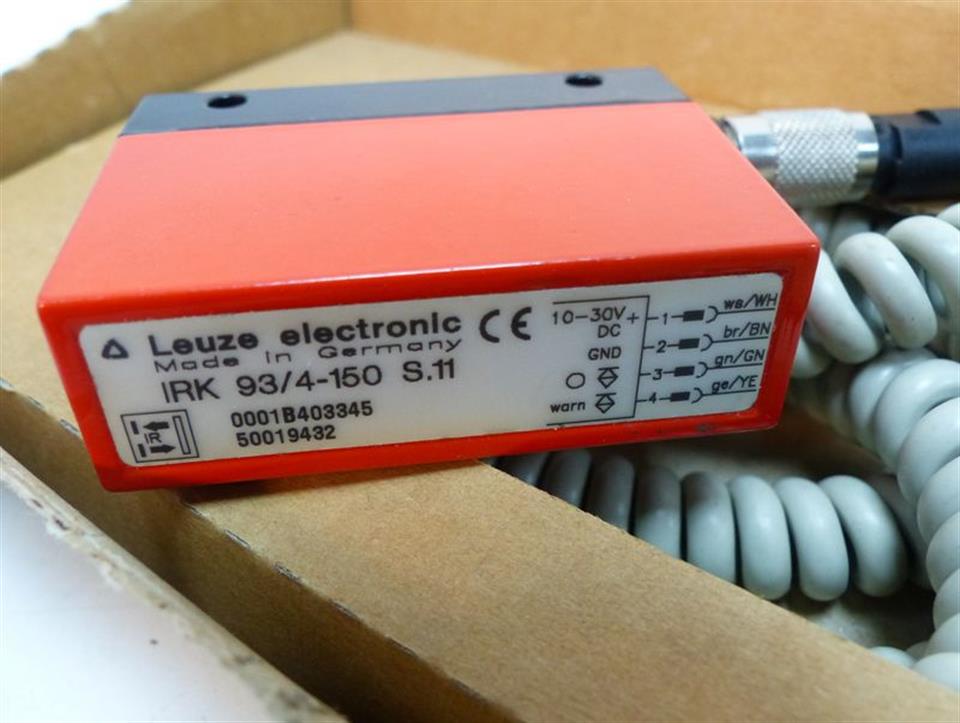 Leuze electronic CE
Made in Germany
IRK 93/4-150 S.11
0001B403345
50019432
IR
10-30V + 1 ws/WH
DC
2 br/BN
GND
3 gn/GN
warn 4 ge/YE